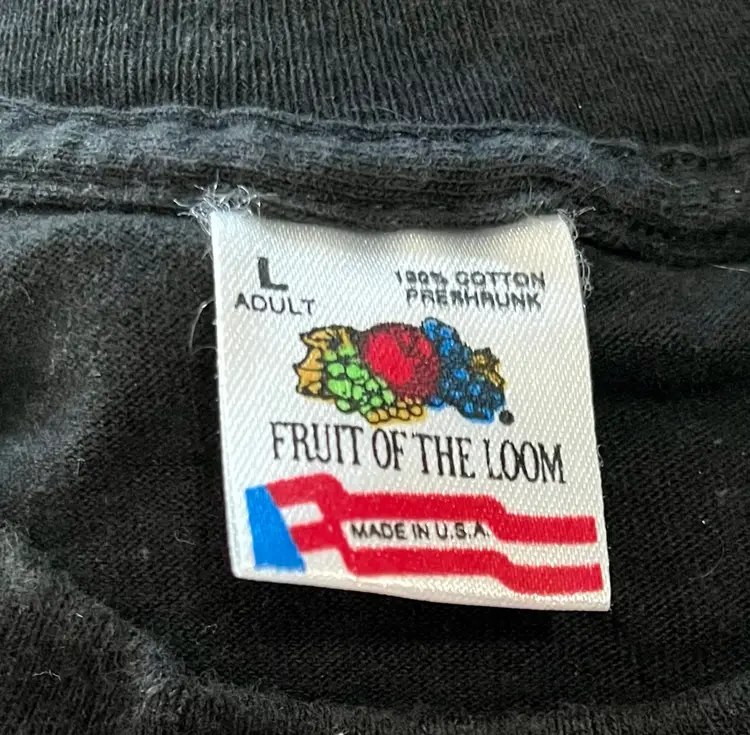 L
ADULT
100% COTTON
PRESHRUNK
FRUIT OF THE LOOM
MADE IN U.S.A.